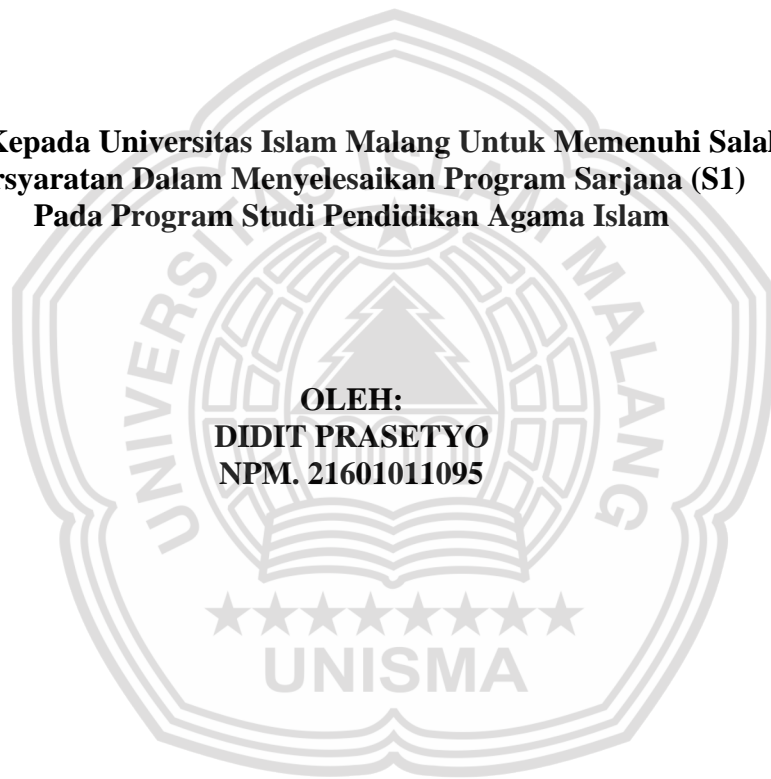 Kepada Universitas Islam Malang Untuk Memenuhi
Dalam Menyelesaikan Program Sarjana (S1)
Pada Program Studi Pendidikan Agama Islam
OLEH:
DIDIT PRASETYO
NPM. 21601011095
UNIVERSITAS ISLAM MALANG
UNISMA